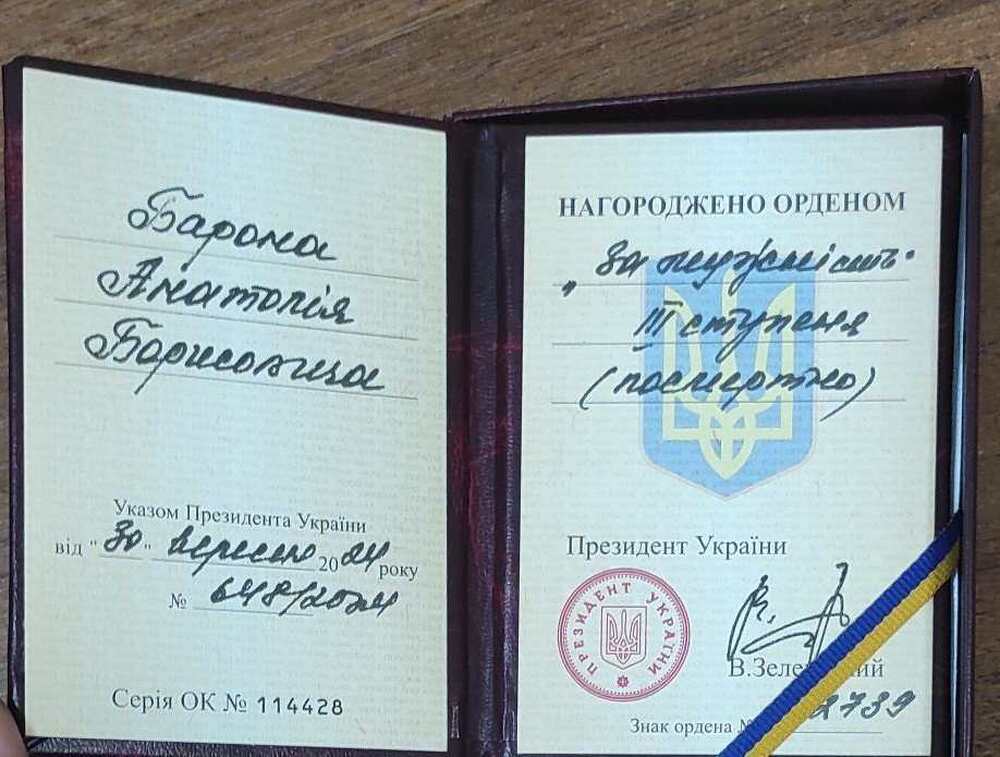 Барона
Анатолія
Борисовича
Указом Президента України
від "30" вересня 2024 року
№ 648/2024
Серія ОК № 114428
НАГОРОДЖЕНО ОРДЕНОМ
„За мужність"
III ступеня
(посмертно)
Президент України
ПРЕЗИДЕНТ УКРАЇНИ
Знак ордена
2739